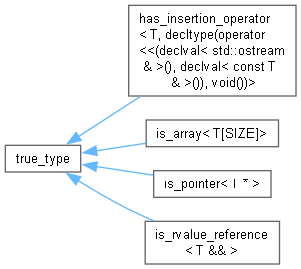 has_insertion_operator
< T, decltype(operator
<<(declval< std::ostream
& >(), declval< const T
& >()), void())>
is_array< T[SIZE]>
true_type
is_pointer< T * >
is_rvalue_reference
< T && >